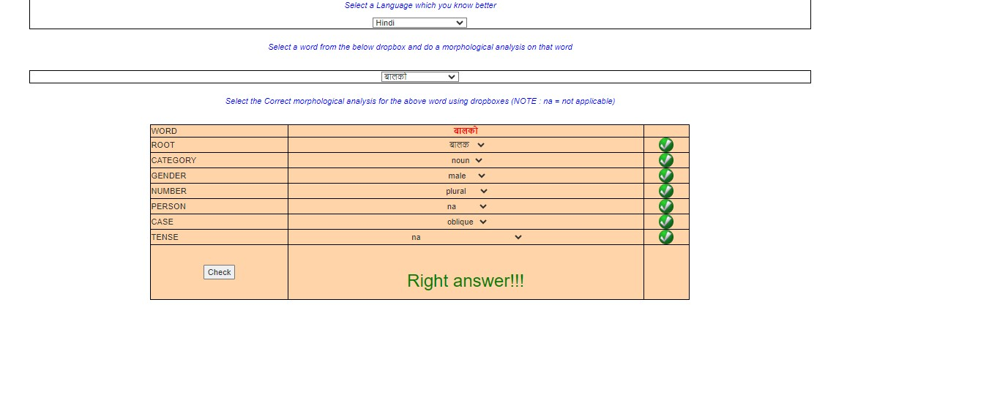 Select a Language which you know better
Hindi
Select a word from the below dropbox and do a morphological analysis on that word
बालको
Select the Correct morphological analysis for the above word using dropboxes (NOTE : na = not applicable)
WORD बालको
ROOT बालक
CATEGORY noun
GENDER male
NUMBER plural
PERSON na
CASE oblique
TENSE na
Check Right answer!!!